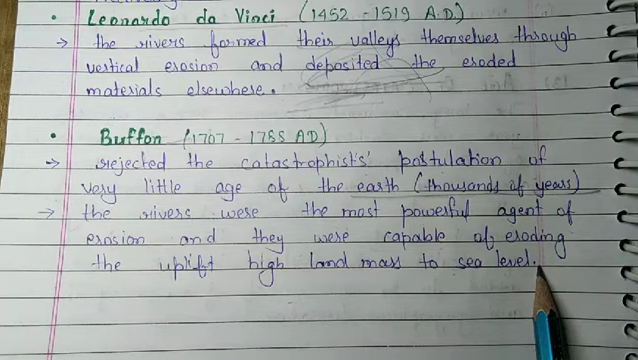 • Leonardo da Vinci (1452 - 1519 A.D.)
→ the rivers formed their valleys themselves through
vertical erosion and deposited the eroded
materials elsewhere.
• Buffon (1707 - 1788 AD)
→ rejected the catastrophists' postulation of
very little age of the earth (thousands of years)
→ the rivers were the most powerful agent of
erosion and they were capable of eroding
the uplift high land mass to sea level.